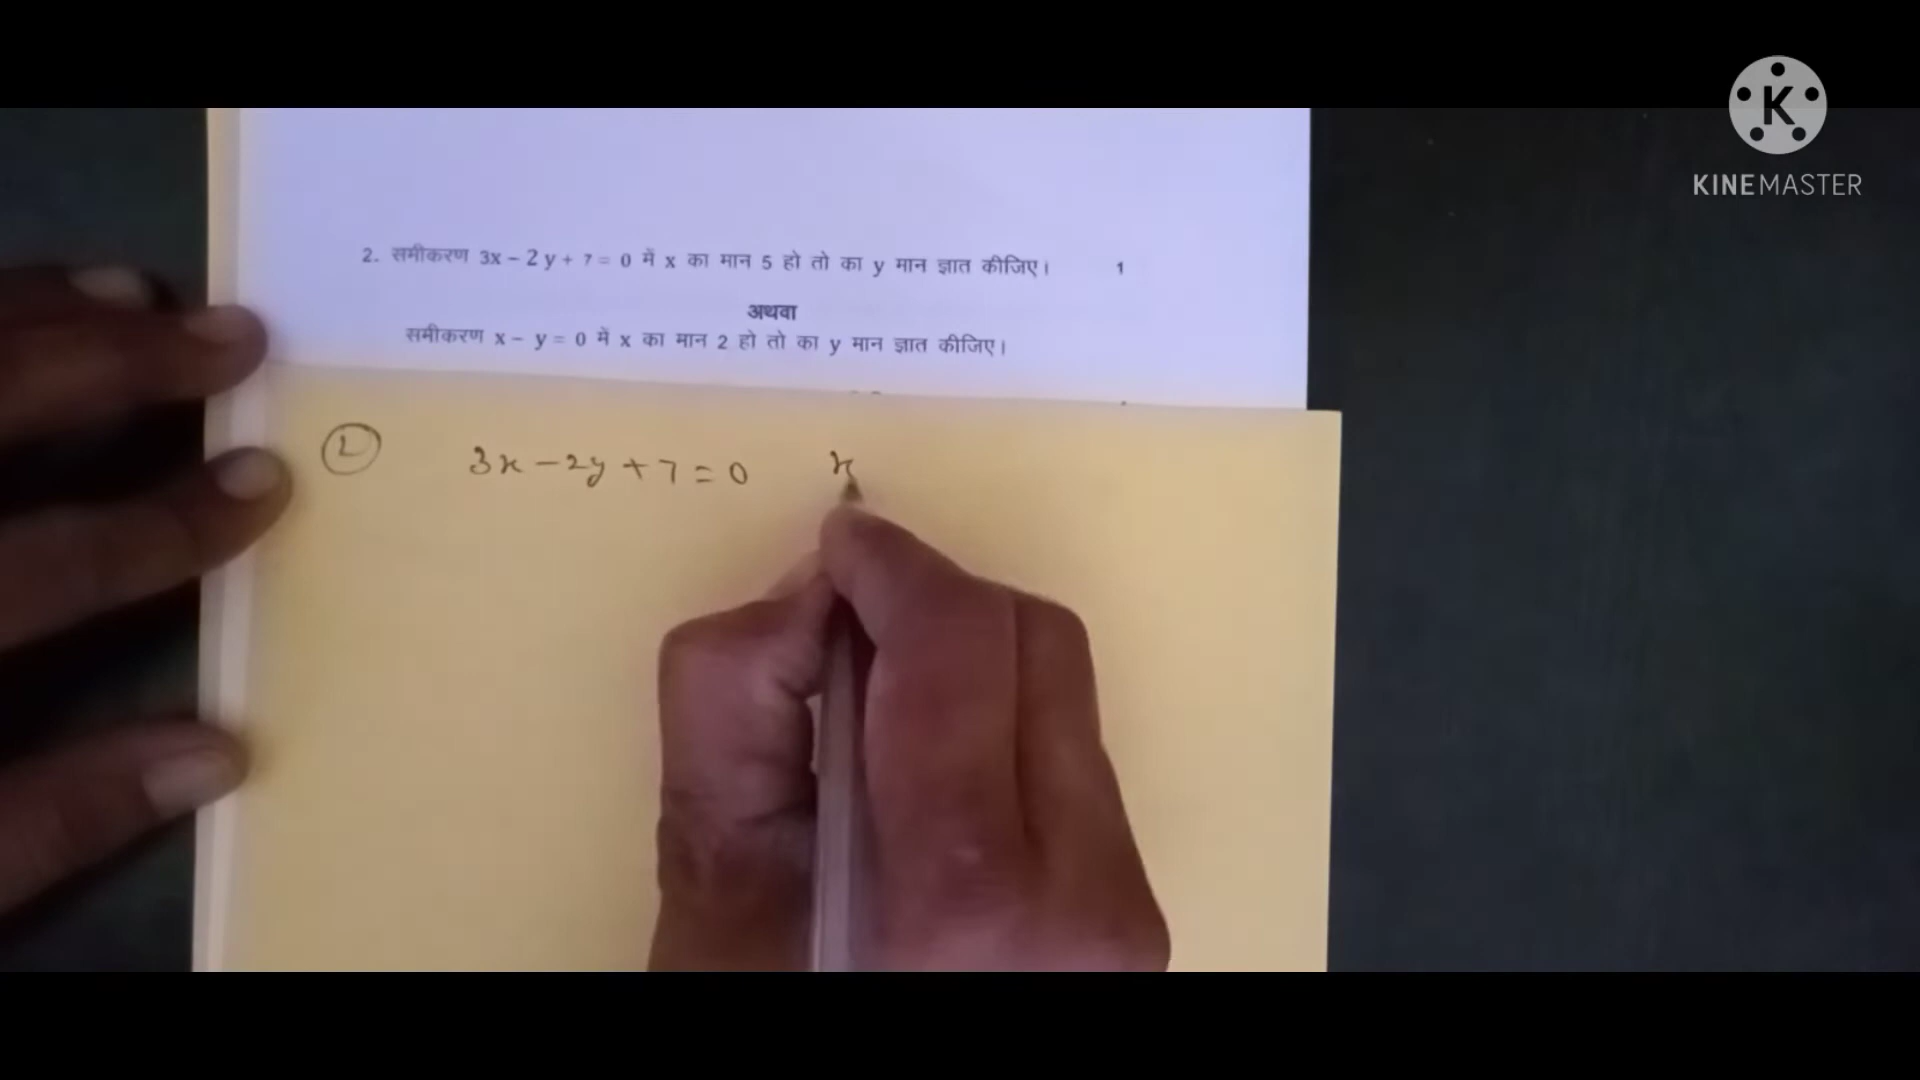 K
KINEMASTER
2. समीकरण 3x - 2 y + 7 = 0 में x का मान 5 हो तो का y मान ज्ञात कीजिए। 1
अथवा
समीकरण x - y = 0 में x का मान 2 हो तो का y मान ज्ञात कीजिए।
2 3x - 2y + 7 = 0 x